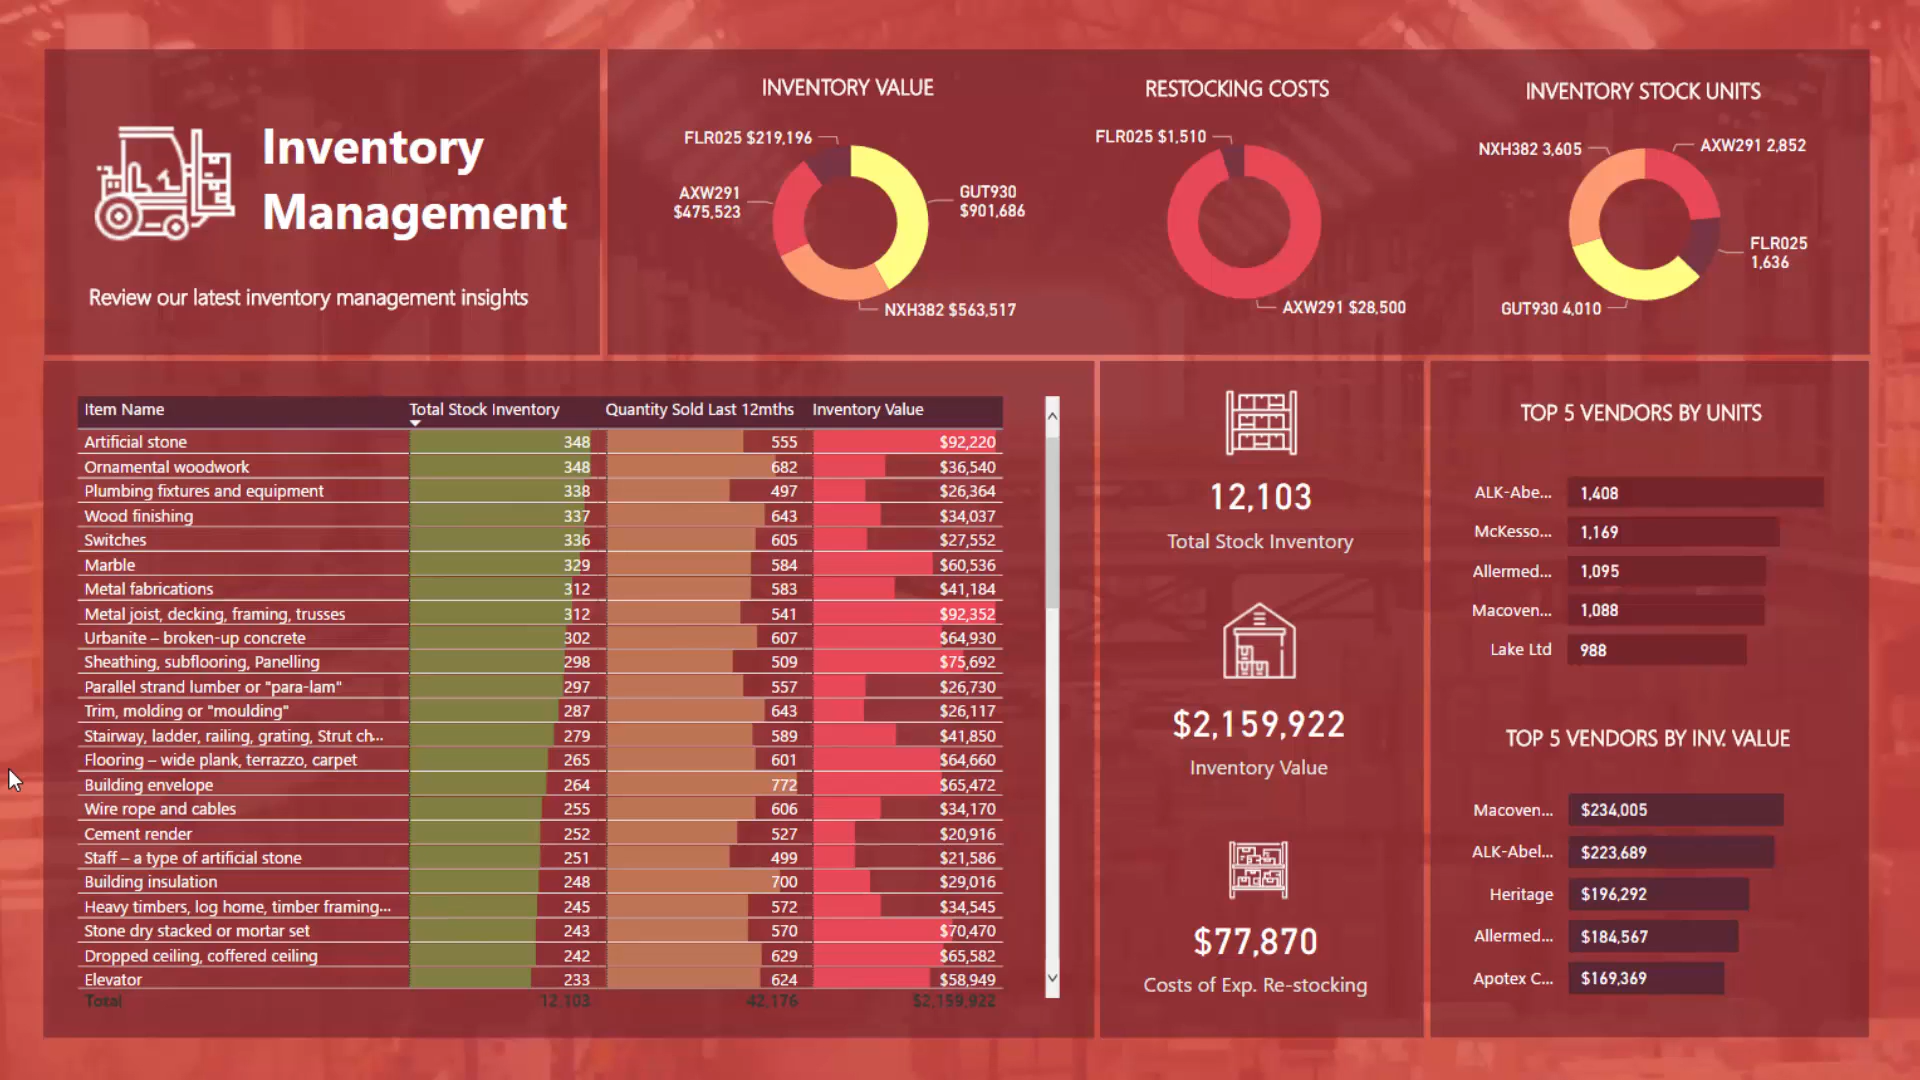 Inventory
Management
Review our latest inventory management insights
INVENTORY VALUE
FLR025 $219,196
AXW291
$475,523
GUT930
$901,686
NXH382 $563,517
RESTOCKING COSTS
FLR025 $1,510
AXW291 $28,500
INVENTORY STOCK UNITS
NXH382 3,605
AXW291 2,852
FLR025
1,636
GUT930 4,010
Item Name Total Stock Inventory Quantity Sold Last 12mths Inventory Value
Artificial stone 348 555 $92,220
Ornamental woodwork 348 682 $36,540
Plumbing fixtures and equipment 338 497 $26,364
Wood finishing 337 643 $34,037
Switches 336 605 $27,552
Marble 329 584 $60,536
Metal fabrications 312 583 $41,184
Metal joist, decking, framing, trusses 312 541 $92,352
Urbanite – broken-up concrete 302 607 $64,930
Sheathing, subflooring, Panelling 298 509 $75,692
Parallel strand lumber or "para-lam" 297 557 $26,730
Trim, molding or "moulding" 287 643 $26,117
Stairway, ladder, railing, grating, Strut ch... 279 589 $41,850
Flooring – wide plank, terrazzo, carpet 265 601 $64,660
Building envelope 264 772 $65,472
Wire rope and cables 255 606 $34,170
Cement render 252 527 $20,916
Staff – a type of artificial stone 251 499 $21,586
Building insulation 248 700 $29,016
Heavy timbers, log home, timber framing... 245 572 $34,545
Stone dry stacked or mortar set 243 570 $70,470
Dropped ceiling, coffered ceiling 242 629 $65,582
Elevator 233 624 $58,949
Total 12,103 42,176 $2,159,922
12,103
Total Stock Inventory
$2,159,922
Inventory Value
$77,870
Costs of Exp. Re-stocking
TOP 5 VENDORS BY UNITS
ALK-Abe... 1,408
McKesso... 1,169
Allermed... 1,095
Macoven... 1,088
Lake Ltd 988
TOP 5 VENDORS BY INV. VALUE
Macoven... $234,005
ALK-Abel... $223,689
Heritage $196,292
Allermed... $184,567
Apotex C... $169,369